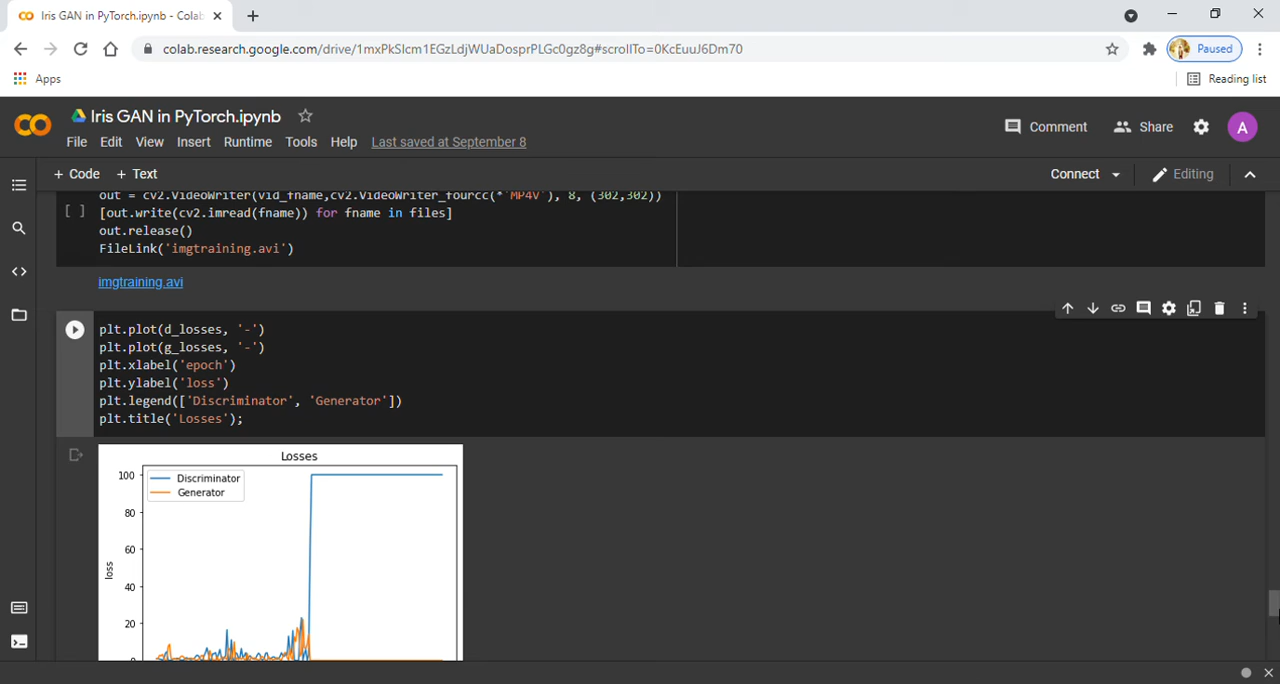 Iris GAN in PyTorch.ipynb - Colab
colab.research.google.com/drive/1mxPkSlcm1EGzLdjWUaDosprPLGc0gz8g#scrollTo=0KcEuuJ6Dm70
Paused
Apps
Reading list
Iris GAN in PyTorch.ipynb
Comment
Share
A
File Edit View Insert Runtime Tools Help Last saved at September 8
+ Code + Text
Connect
Editing
out = cv2.VideoWriter(vid_fname,cv2.VideoWriter_fourcc(*'MP4V'), 8, (302,302))
[ ] [out.write(cv2.imread(fname)) for fname in files]
out.release()
FileLink('imgtraining.avi')
imgtraining.avi
plt.plot(d_losses, '-')
plt.plot(g_losses, '-')
plt.xlabel('epoch')
plt.ylabel('loss')
plt.legend(['Discriminator', 'Generator'])
plt.title('Losses');
Losses
100
80
60
40
20
0
loss
Discriminator
Generator